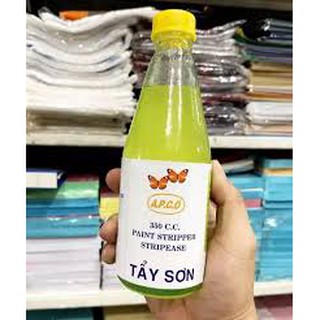 A.P.C.O
350 C.C.
PAINT STRIPPER
STRIPEASE
TẨY SƠN